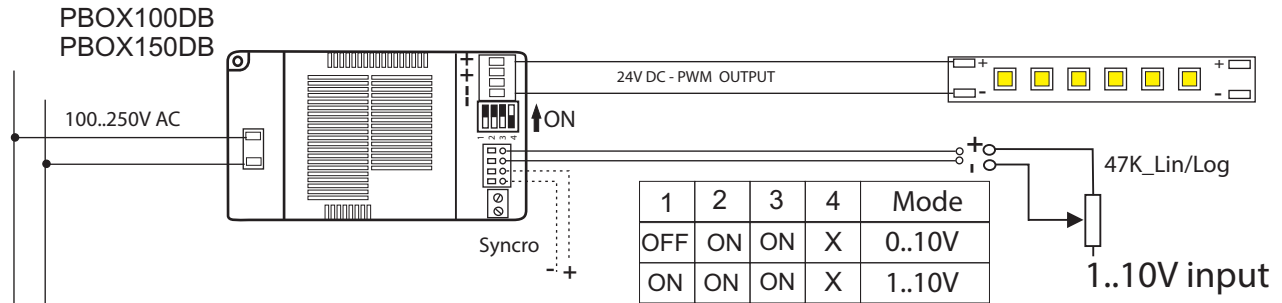 PBOX100DB
PBOX150DB
100..250V AC
+
+
-
-
24V DC - PWM OUTPUT
+ +
- -
ON
1 2 3 4
+
-
47K_Lin/Log
Syncro
- +
1 2 3 4 Mode
OFF ON ON X 0..10V
ON ON ON X 1..10V
1..10V input